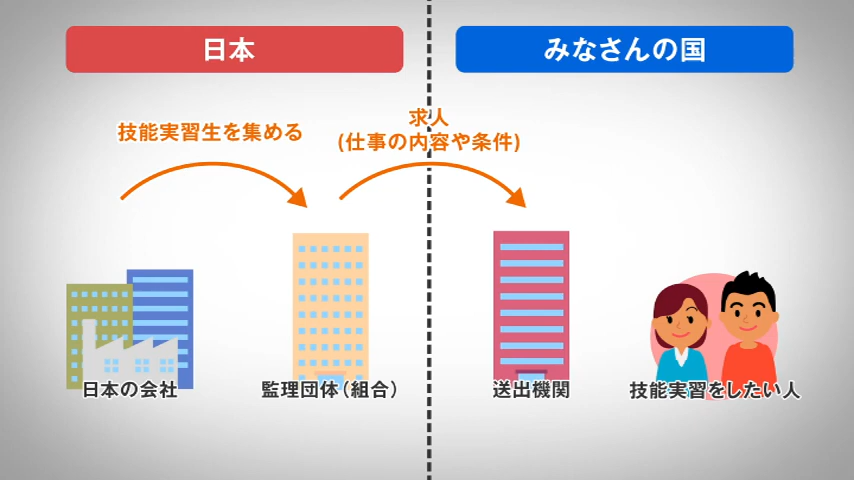 日本
みなさんの国
技能実習生を集める
求人
(仕事の内容や条件)
日本の会社
監理団体(組合)
送出機関
技能実習をしたい人